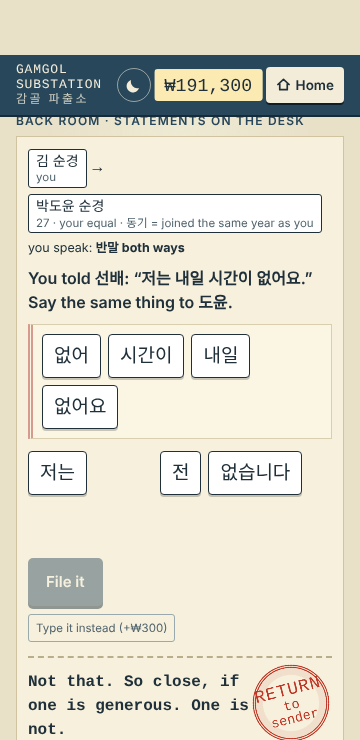 GAMGOL
SUBSTATION
감골 파출소
₩191,300
Home
BACK ROOM · STATEMENTS ON THE DESK
김 순경
you
→
박도윤 순경
27 · your equal · 동기 = joined the same year as you
you speak: 반말 both ways
You told 선배: “저는 내일 시간이 없어요.”
Say the same thing to 도윤.
없어 시간이 내일
없어요
저는 전 없습니다
File it
Type it instead (+₩300)
Not that. So close, if
one is generous. One is
not.
RETURN
to
sender